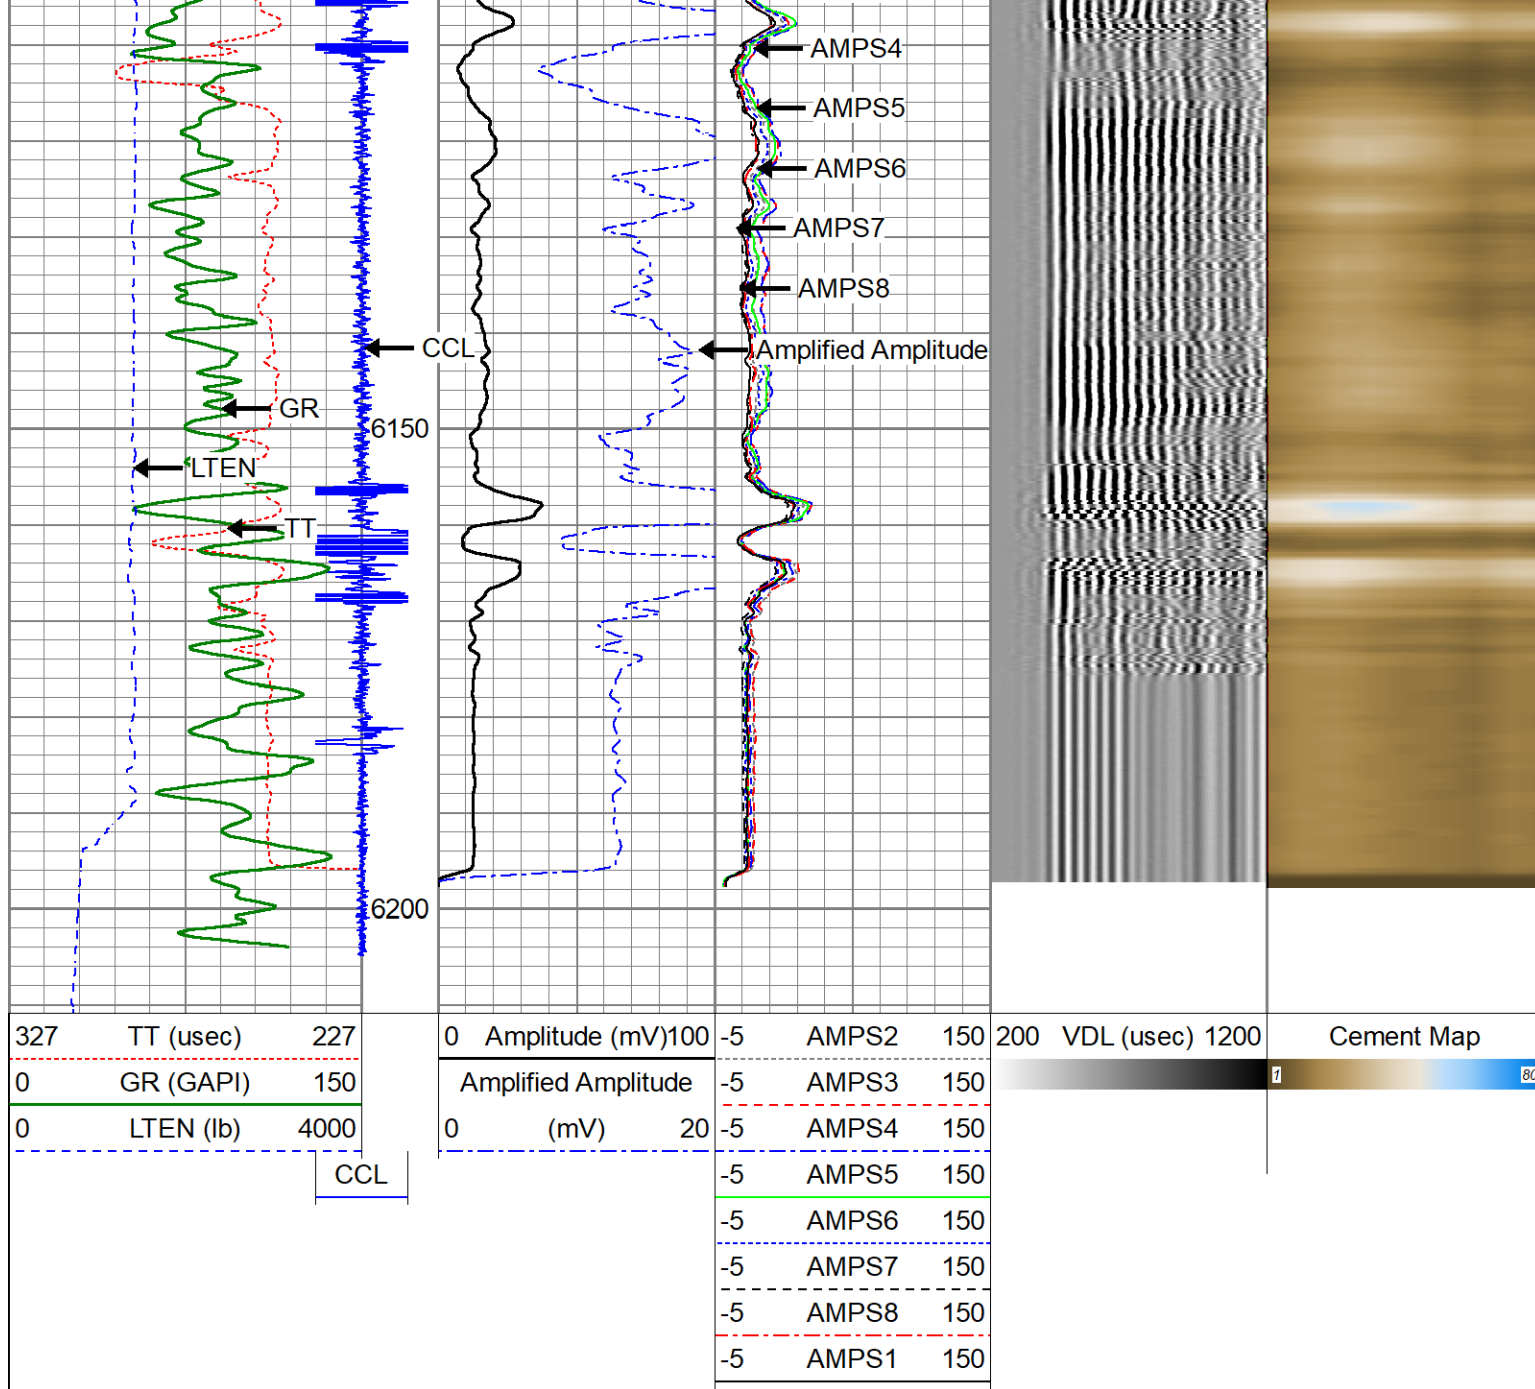 AMPS4
AMPS5
AMPS6
AMPS7
AMPS8
CCL
Amplified Amplitude
GR
6150
LTEN
TT
6200
327 TT (usec) 227
0 GR (GAPI) 150
0 LTEN (lb) 4000
CCL
0 Amplitude (mV) 100
Amplified Amplitude
0 (mV) 20
-5 AMPS2 150
-5 AMPS3 150
-5 AMPS4 150
-5 AMPS5 150
-5 AMPS6 150
-5 AMPS7 150
-5 AMPS8 150
-5 AMPS1 150
200 VDL (usec) 1200
Cement Map
1 80